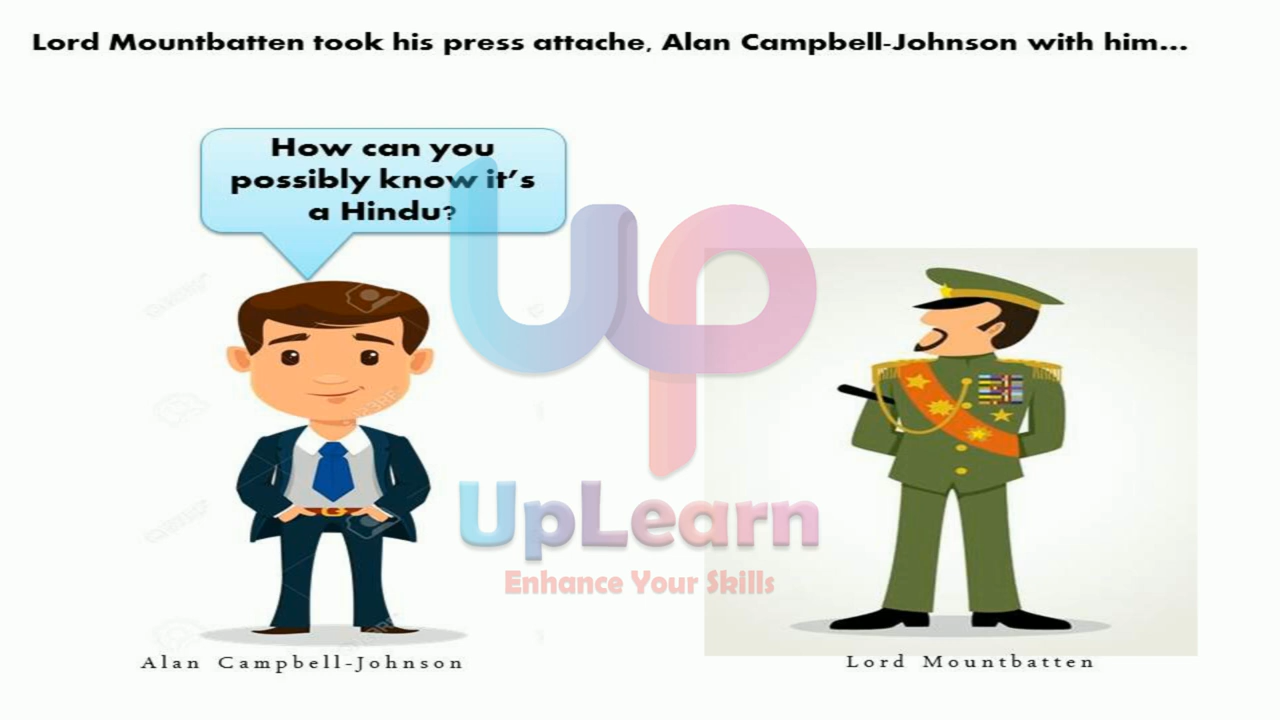 Lord Mountbatten took his press attache, Alan Campbell-Johnson with him...
How can you
possibly know it's
a Hindu?
UpLearn
Enhance Your Skills
Alan Campbell-Johnson
Lord Mountbatten